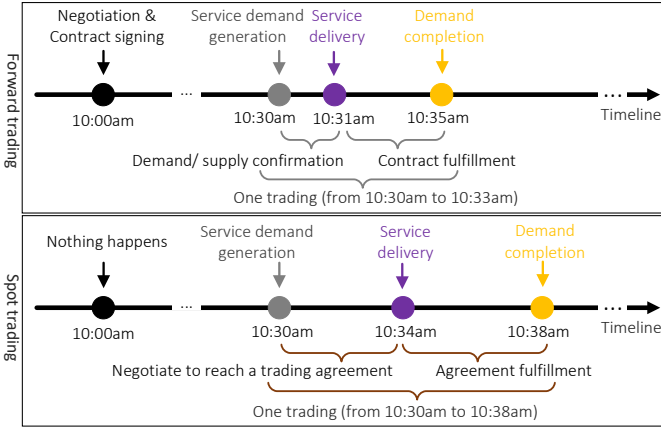 Forward trading
Negotiation &
Contract signing
Service demand
generation
Service
delivery
Demand
completion
...
...
10:00am
10:30am
10:31am
10:35am
Timeline
Demand/ supply confirmation
Contract fulfillment
One trading (from 10:30am to 10:33am)
Spot trading
Nothing happens
Service demand
generation
Service
delivery
Demand
completion
...
...
10:00am
10:30am
10:34am
10:38am
Timeline
Negotiate to reach a trading agreement
Agreement fulfillment
One trading (from 10:30am to 10:38am)